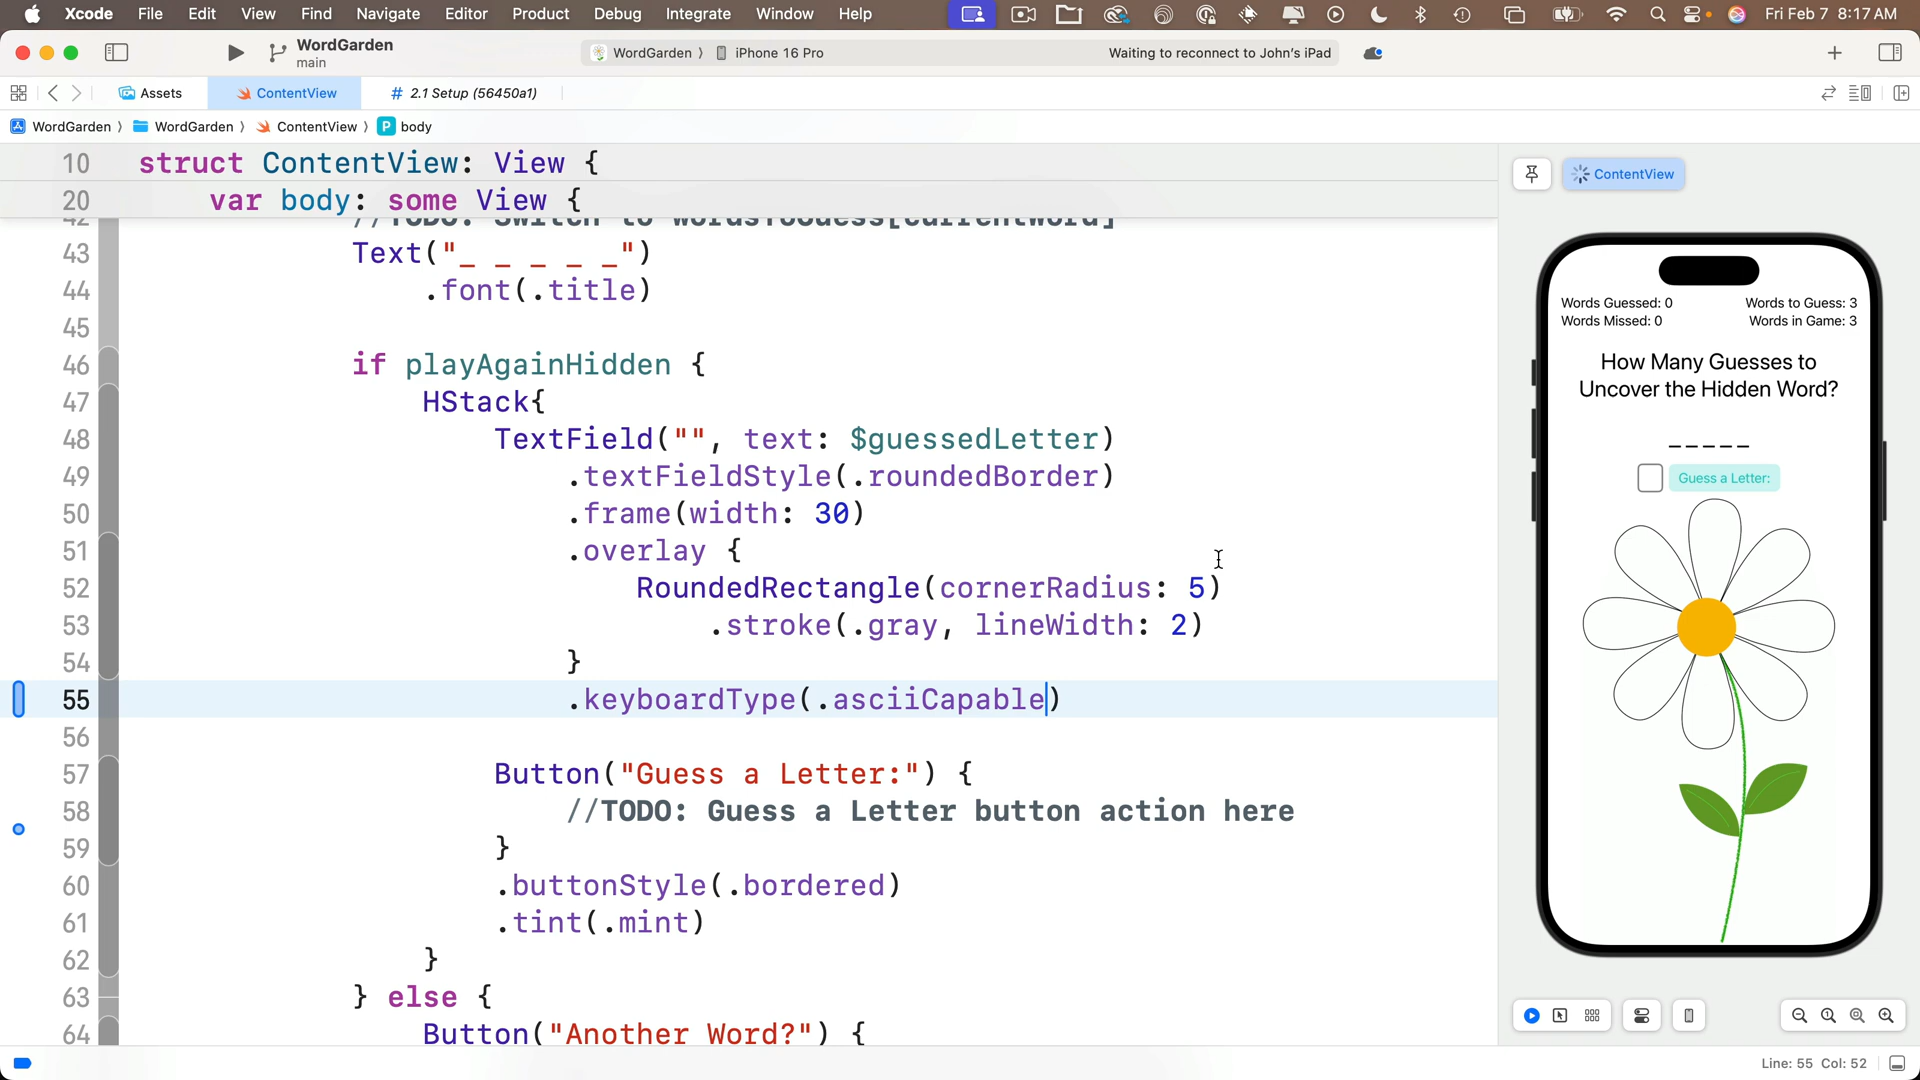 Xcode File Edit View Find Navigate Editor Product Debug Integrate Window Help Fri Feb 7 8:17 AM
WordGarden
main
WordGarden 〉 iPhone 16 Pro
Waiting to reconnect to John's iPad
Assets
ContentView
# 2.1 Setup (56450a1)
WordGarden 〉 WordGarden 〉 ContentView 〉 P body
10 struct ContentView: View {
20 var body: some View {
42 //TODO: Switch to wordsToGuess[currentWord]
43 Text("_ _ _ _ _")
44 .font(.title)
45
46 if playAgainHidden {
47 HStack{
48 TextField("", text: $guessedLetter)
49 .textFieldStyle(.roundedBorder)
50 .frame(width: 30)
51 .overlay {
52 RoundedRectangle(cornerRadius: 5)
53 .stroke(.gray, lineWidth: 2)
54 }
55 .keyboardType(.asciiCapable)
56
57 Button("Guess a Letter:") {
58 //TODO: Guess a Letter button action here
59 }
60 .buttonStyle(.bordered)
61 .tint(.mint)
62 }
63 } else {
64 Button("Another Word?") {
ContentView
Words Guessed: 0 Words to Guess: 3
Words Missed: 0 Words in Game: 3
How Many Guesses to
Uncover the Hidden Word?
_ _ _ _ _
Guess a Letter:
Line: 55 Col: 52